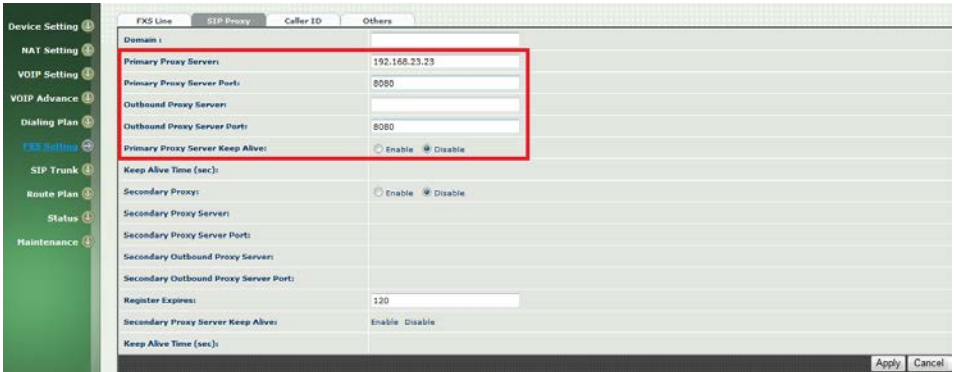 FXS Line SIP Proxy Caller ID Others
Device Setting
NAT Setting
VOIP Setting
VOIP Advance
Dialing Plan
FXS Setting
SIP Trunk
Route Plan
Status
Maintenance
Domain :
Primary Proxy Server: 192.168.23.23
Primary Proxy Server Port: 8080
Outbound Proxy Server:
Outbound Proxy Server Port: 8080
Primary Proxy Server Keep Alive: Enable Disable
Keep Alive Time (sec):
Secondary Proxy: Enable Disable
Secondary Proxy Server:
Secondary Proxy Server Port:
Secondary Outbound Proxy Server:
Secondary Outbound Proxy Server Port:
Register Expires: 120
Secondary Proxy Server Keep Alive: Enable Disable
Keep Alive Time (sec):
Apply Cancel